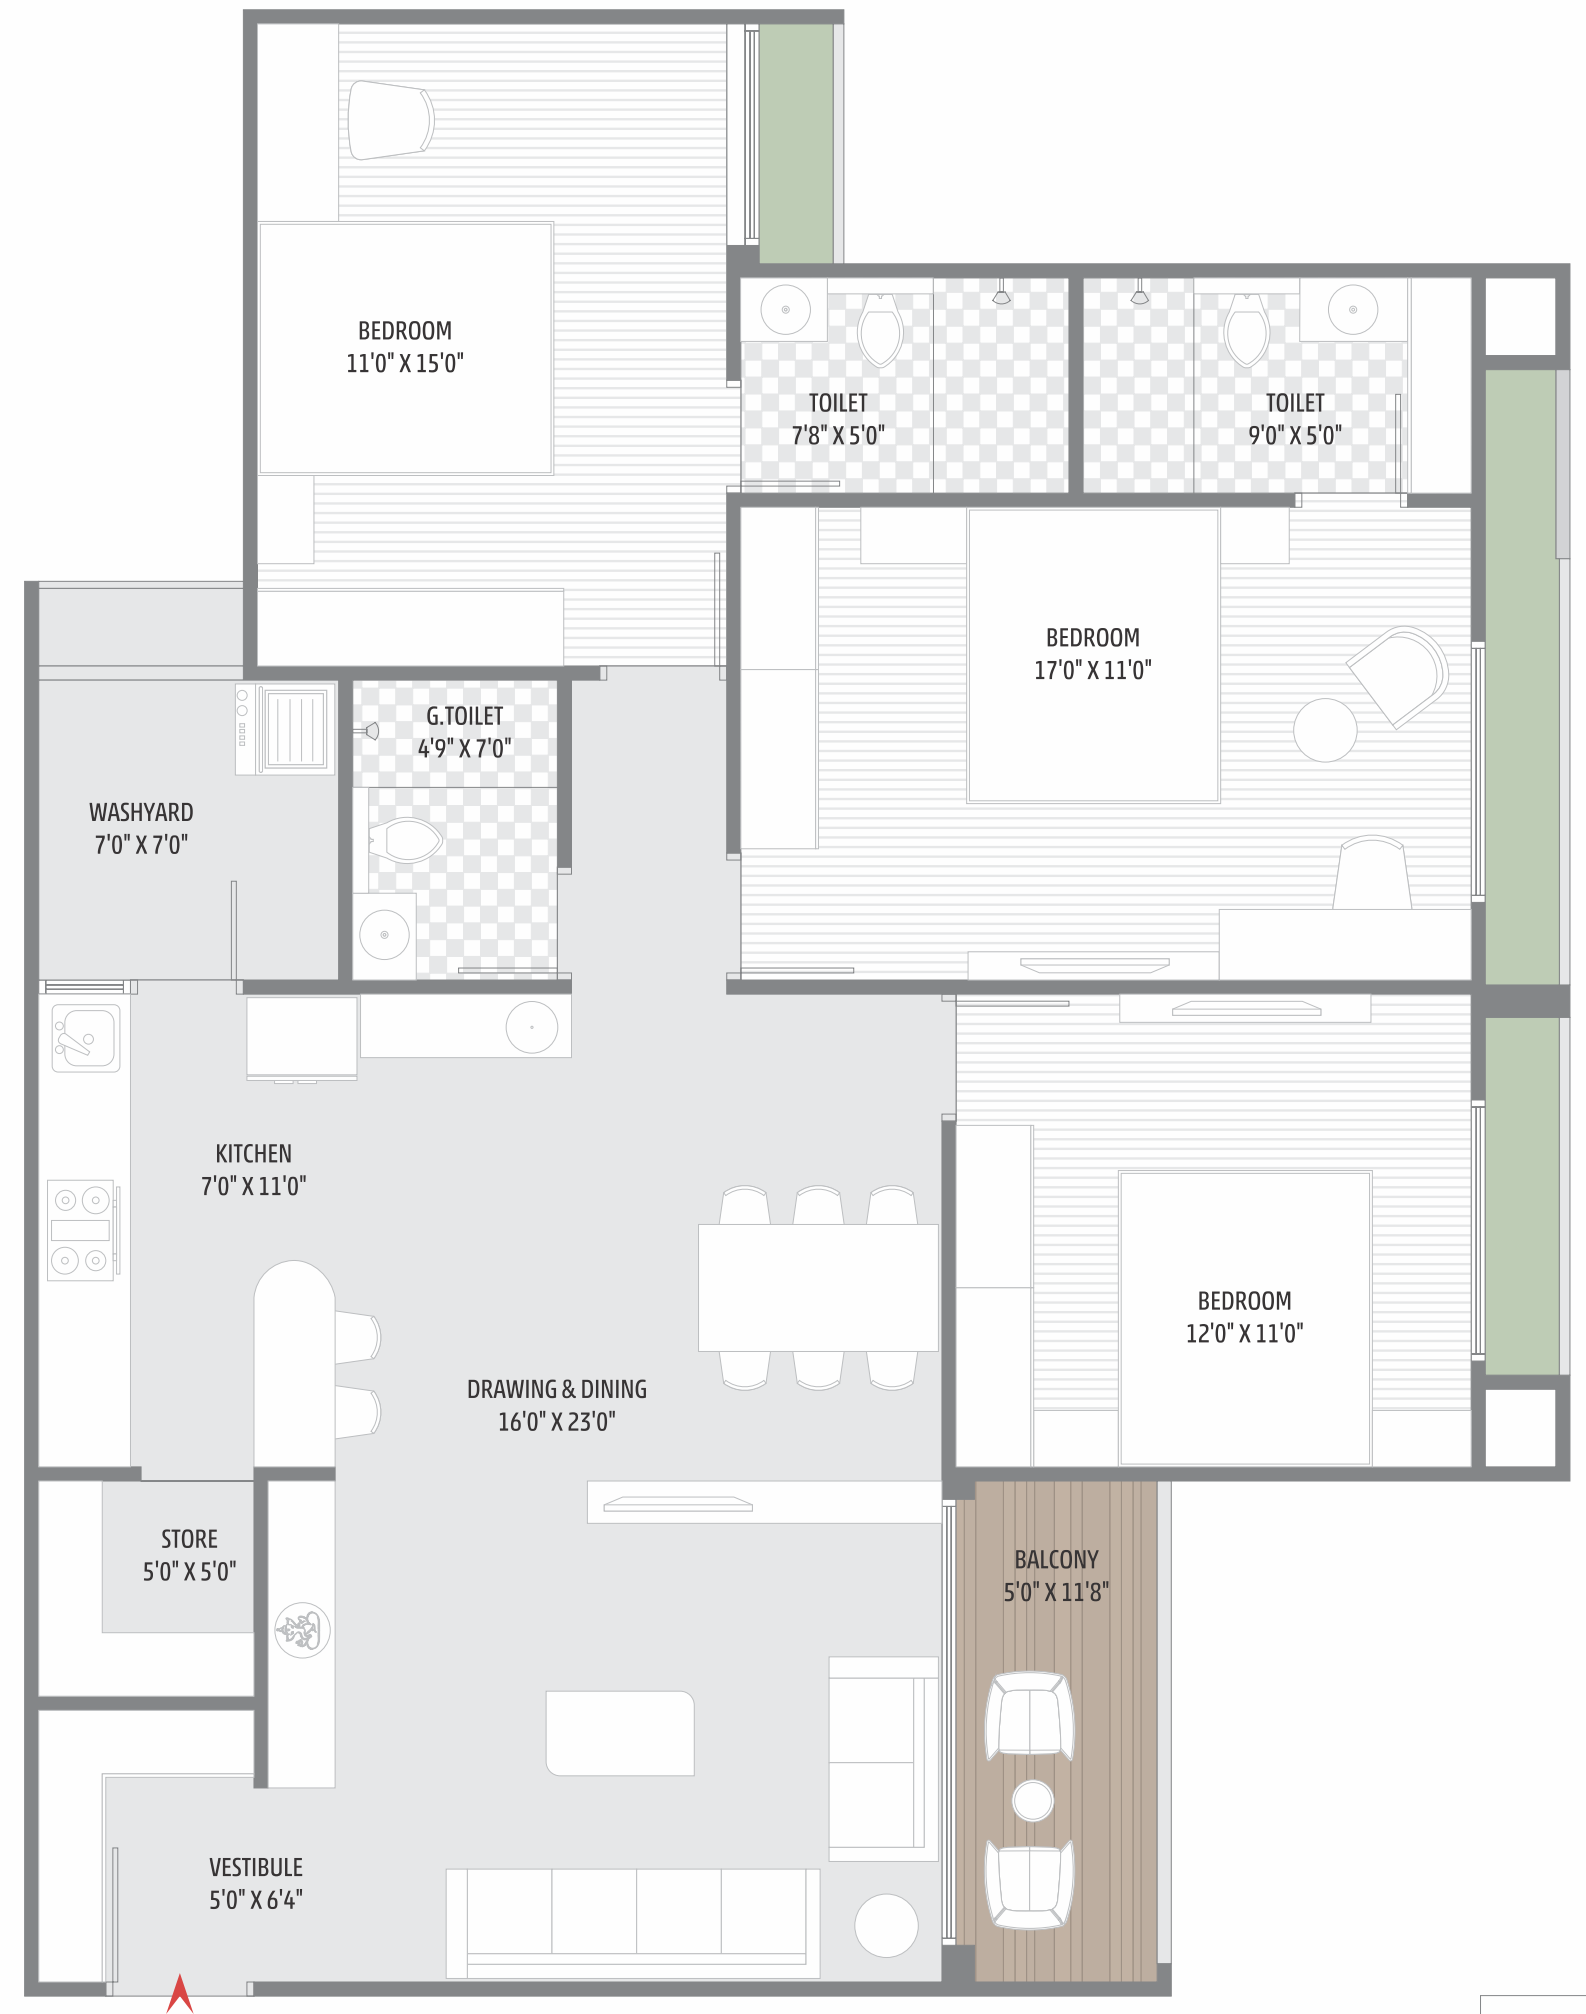 BEDROOM
11'0" X 15'0"
TOILET
7'8" X 5'0"
TOILET
9'0" X 5'0"
BEDROOM
17'0" X 11'0"
G.TOILET
4'9" X 7'0"
WASHYARD
7'0" X 7'0"
KITCHEN
7'0" X 11'0"
BEDROOM
12'0" X 11'0"
DRAWING & DINING
16'0" X 23'0"
STORE
5'0" X 5'0"
BALCONY
5'0" X 11'8"
VESTIBULE
5'0" X 6'4"